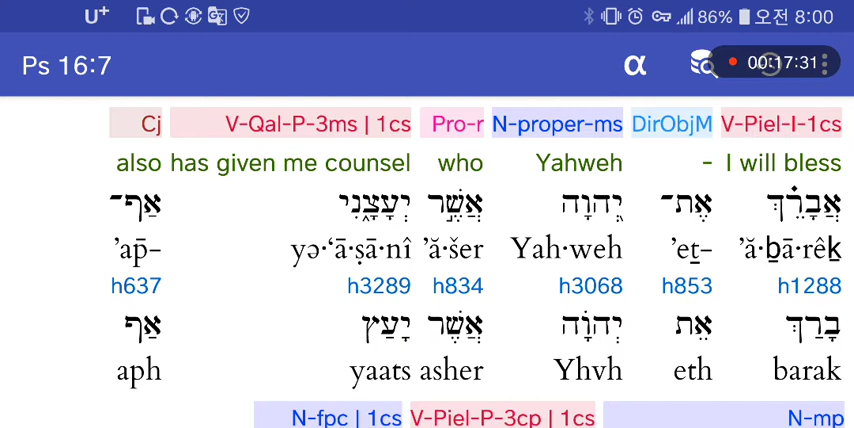 U+ 86% 오전 8:00
Ps 16:7 α 00:17:31
Cj V-Qal-P-3ms | 1cs Pro-r N-proper-ms DirObjM V-Piel-I-1cs
also has given me counsel who Yahweh - I will bless
אֲבָרֵ֗ךְ אֶת־ יְ֭הוָה אֲשֶׁ֣ר יְעָצָ֑נִי אַף־
’ap̄- yə·‘ā·ṣā·nî ’ă·šer Yah·weh ’eṯ- ’ă·ḇā·rêḵ
h637 h3289 h834 h3068 h853 h1288
בָרַךְ אֵת יְהוָֹה אֲשֶׁר יָעַץ אַף
aph yaats asher Yhvh eth barak
N-fpc | 1cs V-Piel-P-3cp | 1cs N-mp